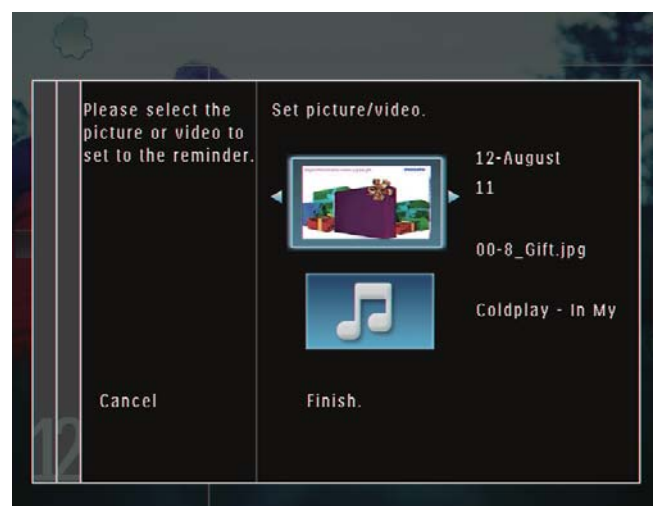 Please select the
picture or video to
set to the reminder.
Set picture/video.
12-August
11
00-8_Gift.jpg
Coldplay - In My
Cancel
Finish.
12